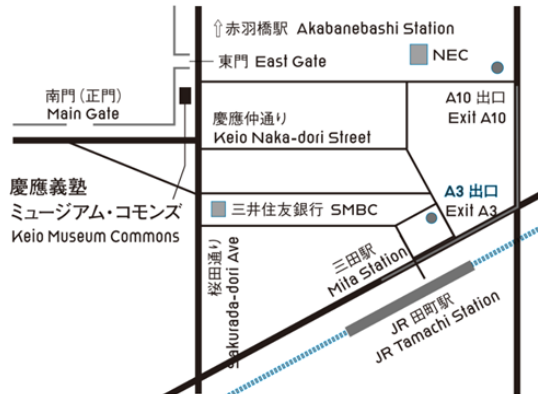 ⇧赤羽橋駅 Akabanebashi Station
NEC
東門 East Gate
南門（正門）
Main Gate
A10 出口
Exit A10
慶應仲通り
Keio Naka-dori Street
慶應義塾
ミュージアム・コモンズ
Keio Museum Commons
A3 出口
Exit A3
三井住友銀行 SMBC
桜田通り
Sakurada-dori Ave
三田駅
Mita Station
JR 田町駅
JR Tamachi Station